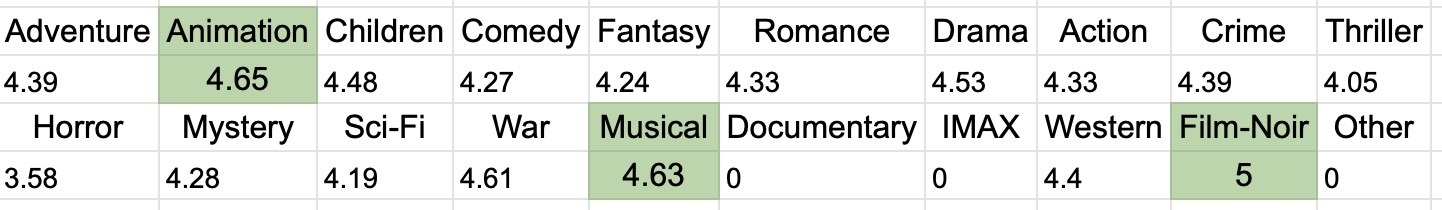 Adventure Animation Children Comedy Fantasy Romance Drama Action Crime Thriller
4.39 4.65 4.48 4.27 4.24 4.33 4.53 4.33 4.39 4.05
Horror Mystery Sci-Fi War Musical Documentary IMAX Western Film-Noir Other
3.58 4.28 4.19 4.61 4.63 0 0 4.4 5 0